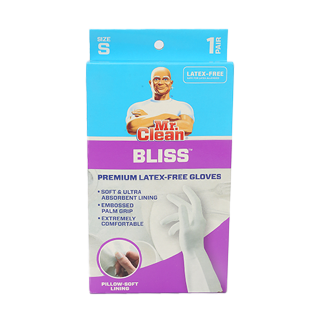 SIZE
S
1
PAIR
LATEX-FREE
Mr.
Clean
BLISS™
PREMIUM LATEX-FREE GLOVES
• SOFT & ULTRA
ABSORBENT LINING
• EMBOSSED
PALM GRIP
• EXTREMELY
COMFORTABLE
PILLOW-SOFT
LINING